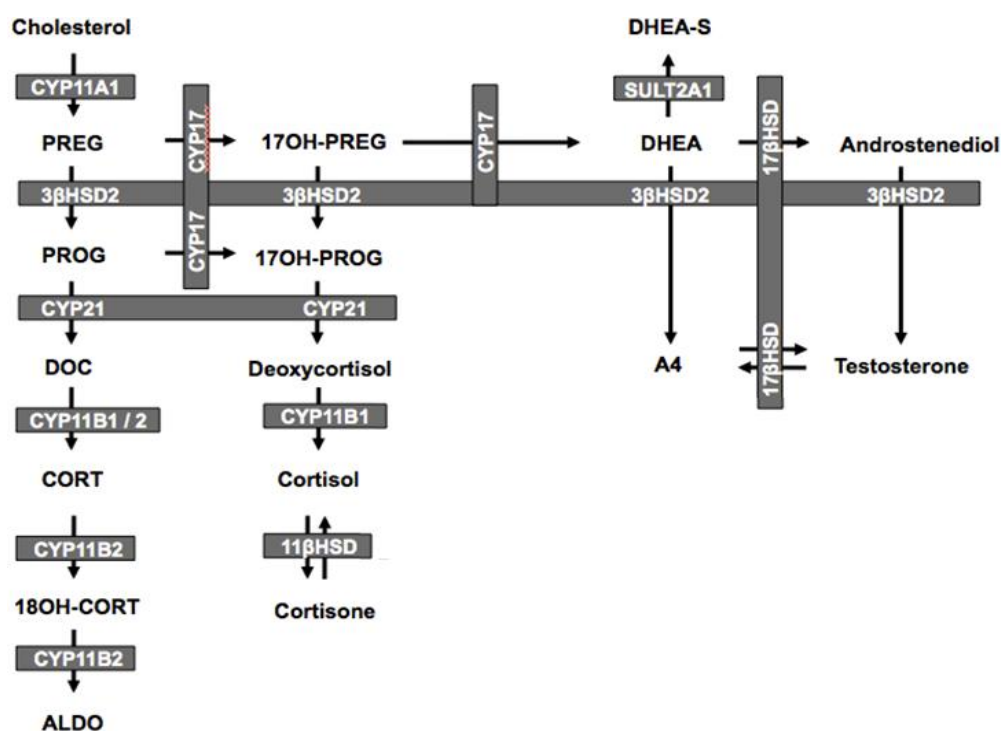 Cholesterol
DHEA-S
CYP11A1
SULT2A1
PREG
CYP17
17OH-PREG
CYP17
DHEA
17βHSD
Androstenediol
3βHSD2
3βHSD2
3βHSD2
3βHSD2
PROG
CYP17
17OH-PROG
CYP21
CYP21
DOC
Deoxycortisol
A4
17βHSD
Testosterone
CYP11B1 / 2
CYP11B1
CORT
Cortisol
CYP11B2
11βHSD
18OH-CORT
Cortisone
CYP11B2
ALDO